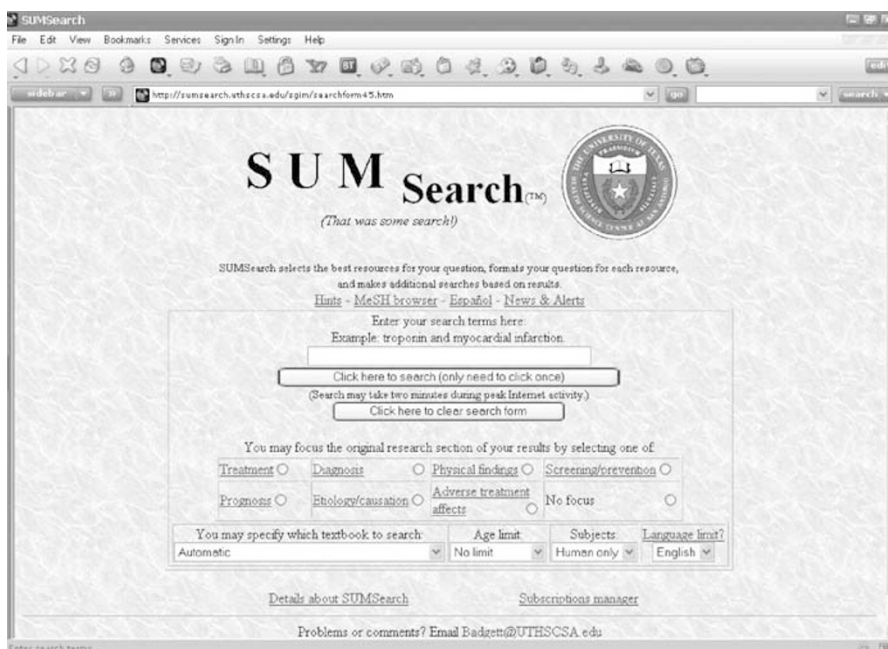 SUMSearch
File Edit View Bookmarks Services Sign In Settings Help
sidebar http://sumsearch.uthscsa.edu/sgim/searchform45.htm go search
SUM Search (TM)
(That was some search!)
SUMSearch selects the best resources for your question, formats your question for each resource,
and makes additional searches based on results.
Hints - MeSH browser - Español - News & Alerts
Enter your search terms here:
Example: troponin and myocardial infarction.
Click here to search (only need to click once)
(Search may take two minutes during peak Internet activity.)
Click here to clear search form
You may focus the original research section of your results by selecting one of:
Treatment Diagnosis Physical findings Screening/prevention
Prognosis Etiology/causation Adverse treatment affects No focus
You may specify which textbook to search: Age limit: Subjects: Language limit?
Automatic No limit Human only English
Details about SUMSearch Subscriptions manager
Problems or comments? Email Badgett@UTHSCSA.edu
Enter search terms